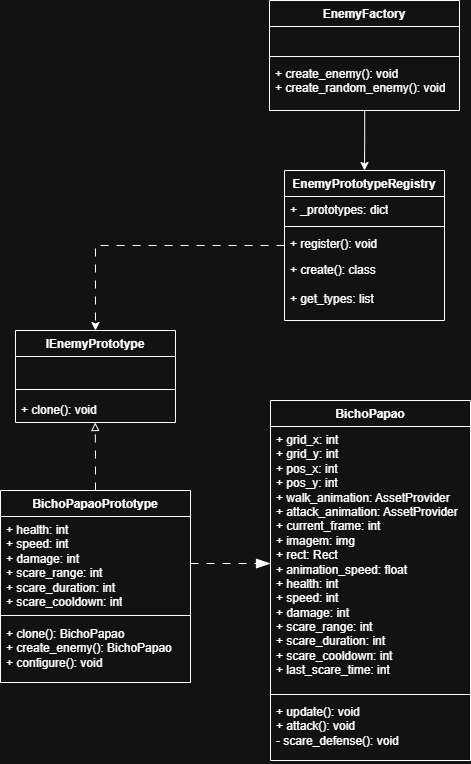 EnemyFactory
+ create_enemy(): void
+ create_random_enemy(): void
EnemyPrototypeRegistry
+ _prototypes: dict
+ register(): void
+ create(): class
+ get_types: list
IEnemyPrototype
+ clone(): void
BichoPapaoPrototype
+ health: int
+ speed: int
+ damage: int
+ scare_range: int
+ scare_duration: int
+ scare_cooldown: int
+ clone(): BichoPapao
+ create_enemy(): BichoPapao
+ configure(): void
BichoPapao
+ grid_x: int
+ grid_y: int
+ pos_x: int
+ pos_y: int
+ walk_animation: AssetProvider
+ attack_animation: AssetProvider
+ current_frame: int
+ imagem: img
+ rect: Rect
+ animation_speed: float
+ health: int
+ speed: int
+ damage: int
+ scare_range: int
+ scare_duration: int
+ scare_cooldown: int
+ last_scare_time: int
+ update(): void
+ attack(): void
- scare_defense(): void